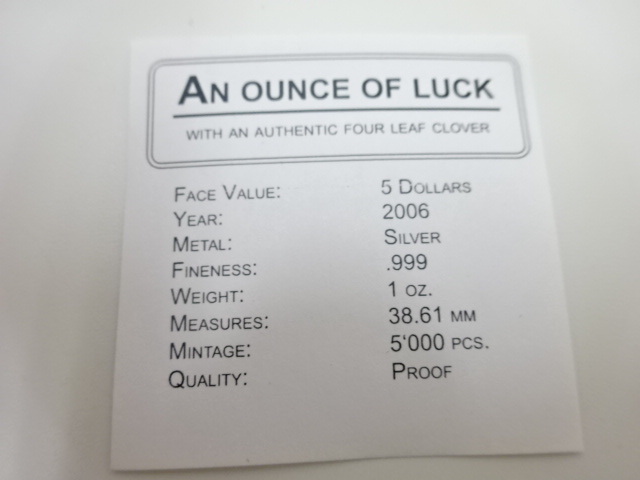 An ounce of luck
with an authentic four leaf clover
Face Value: 5 Dollars
Year: 2006
Metal: Silver
Fineness: .999
Weight: 1 oz.
Measures: 38.61 mm
Mintage: 5‘000 pcs.
Quality: Proof